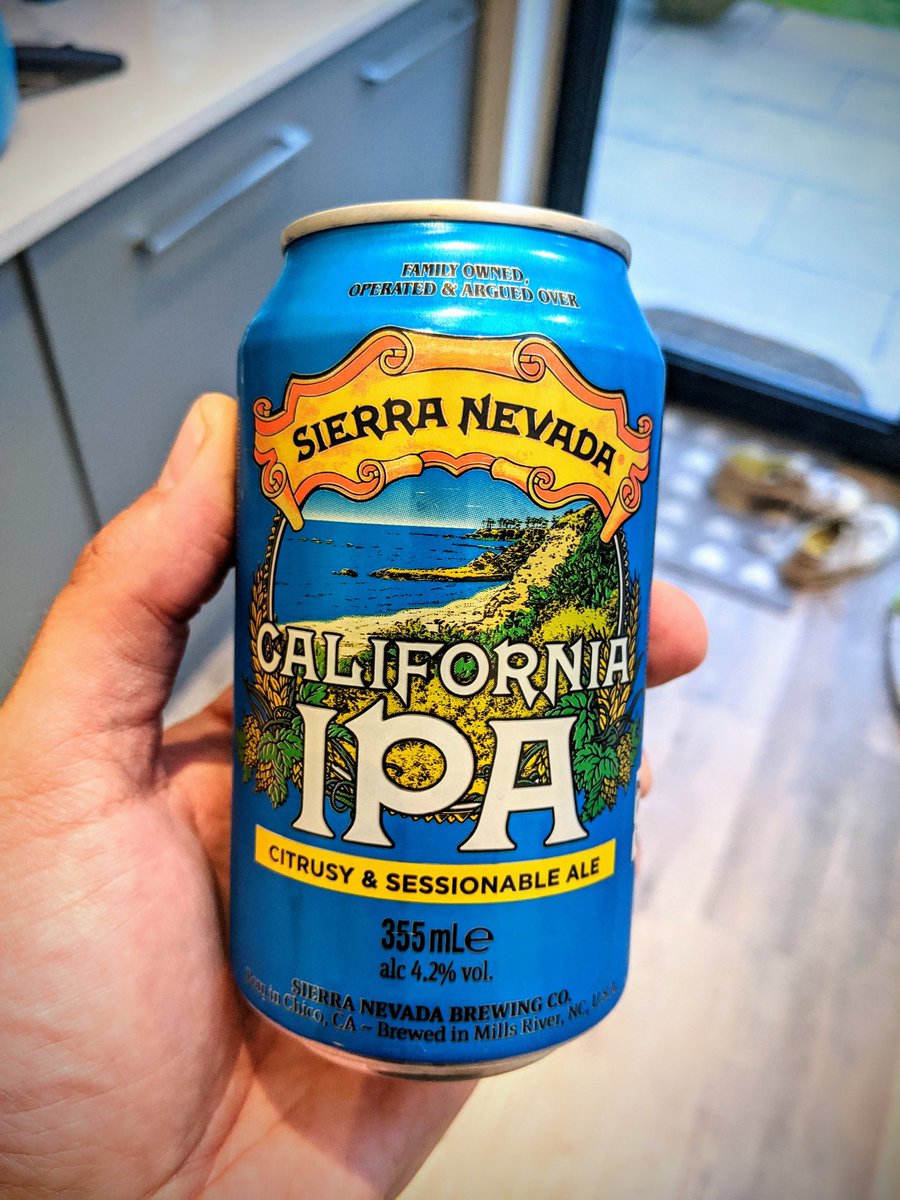 FAMILY OWNED,
OPERATED & ARGUED OVER
SIERRA NEVADA®
CALIFORNIA
IPA
CITRUSY & SESSIONABLE ALE
355 mL ℮
alc 4.2% vol.
SIERRA NEVADA BREWING CO.
Born in Chico, CA ~ Brewed in Mills River, NC, U.S.A.